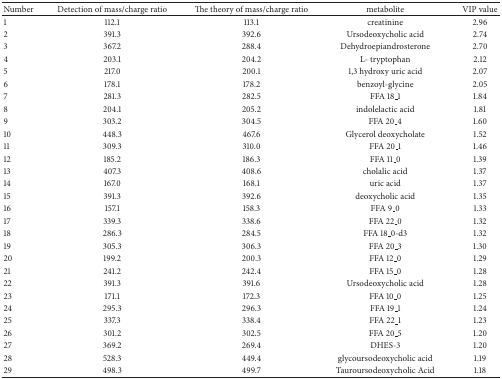 Number Detection of mass/charge ratio The theory of mass/charge ratio metabolite VIP value
1 112.1 113.1 creatinine 2.96
2 391.3 392.6 Ursodeoxycholic acid 2.74
3 367.2 288.4 Dehydroepiandrosterone 2.70
4 203.1 204.2 L- tryptophan 2.12
5 217.0 200.1 1,3 hydroxy uric acid 2.07
6 178.1 178.2 benzoyl-glycine 2.05
7 281.3 282.5 FFA 18_1 1.84
8 204.1 205.2 indolelactic acid 1.81
9 303.2 304.5 FFA 20_4 1.60
10 448.3 467.6 Glycerol deoxycholate 1.52
11 309.3 310.0 FFA 20_1 1.46
12 185.2 186.3 FFA 11_0 1.39
13 407.3 408.6 cholalic acid 1.37
14 167.0 168.1 uric acid 1.37
15 391.3 392.6 deoxycholic acid 1.35
16 157.1 158.3 FFA 9_0 1.33
17 339.3 338.6 FFA 22_0 1.32
18 286.3 284.5 FFA 18_0-d3 1.32
19 305.3 306.3 FFA 20_3 1.30
20 199.2 200.3 FFA 12_0 1.29
21 241.2 242.4 FFA 15_0 1.28
22 391.3 391.6 Ursodeoxycholic acid 1.28
23 171.1 172.3 FFA 10_0 1.25
24 295.3 296.3 FFA 19_1 1.24
25 337.3 338.4 FFA 22_1 1.23
26 301.2 302.5 FFA 20_5 1.20
27 369.2 269.4 DHES-3 1.20
28 528.3 449.4 glycoursodeoxycholic acid 1.19
29 498.3 499.7 Tauroursodeoxycholic Acid 1.18